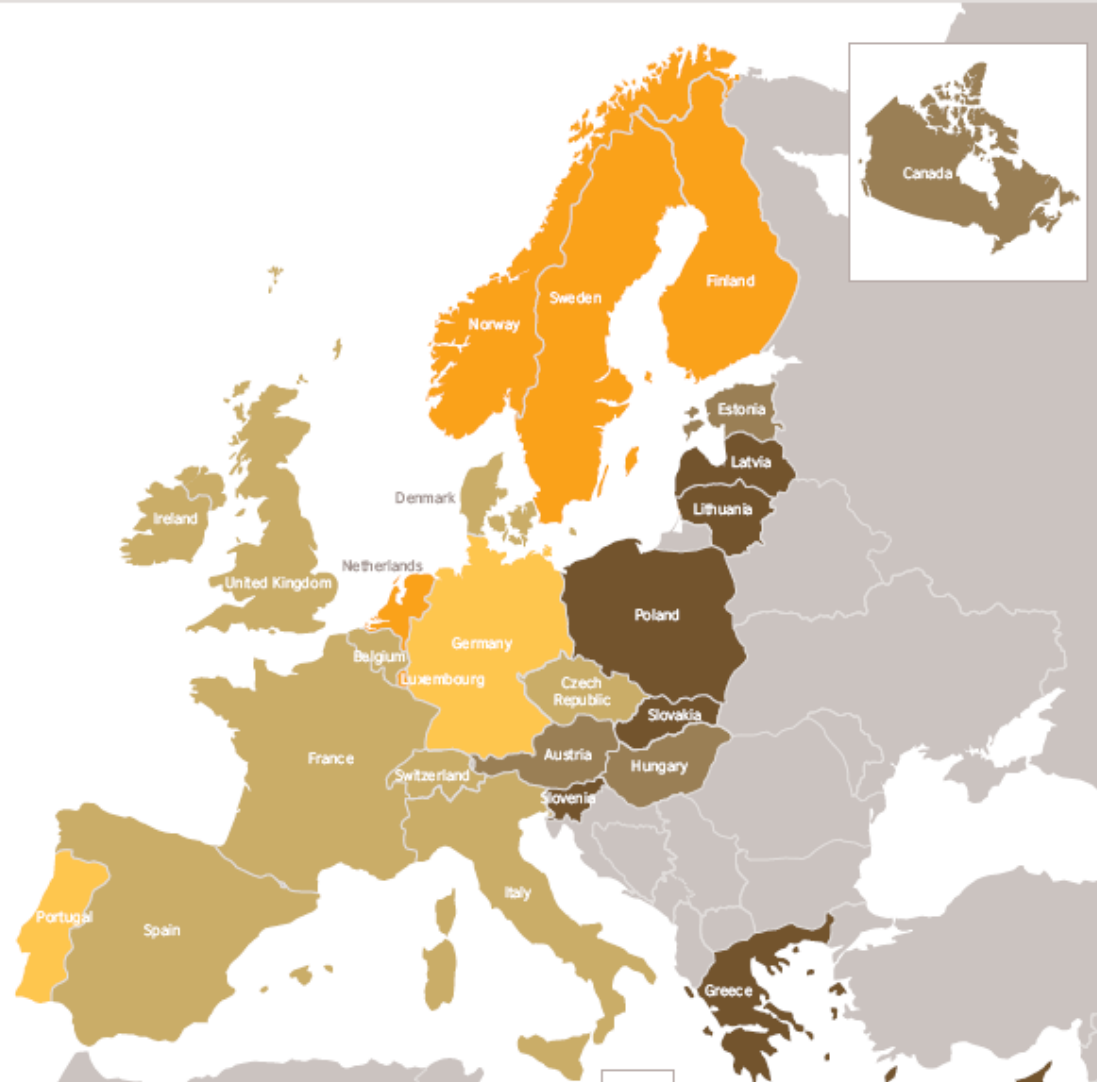 Canada
Finland
Sweden
Norway
Estonia
Latvia
Denmark
Lithuania
Ireland
Netherlands
United Kingdom
Poland
Germany
Belgium
Luxembourg
Czech
Republic
Slovakia
France
Austria
Hungary
Switzerland
Slovenia
Italy
Portugal
Spain
Greece